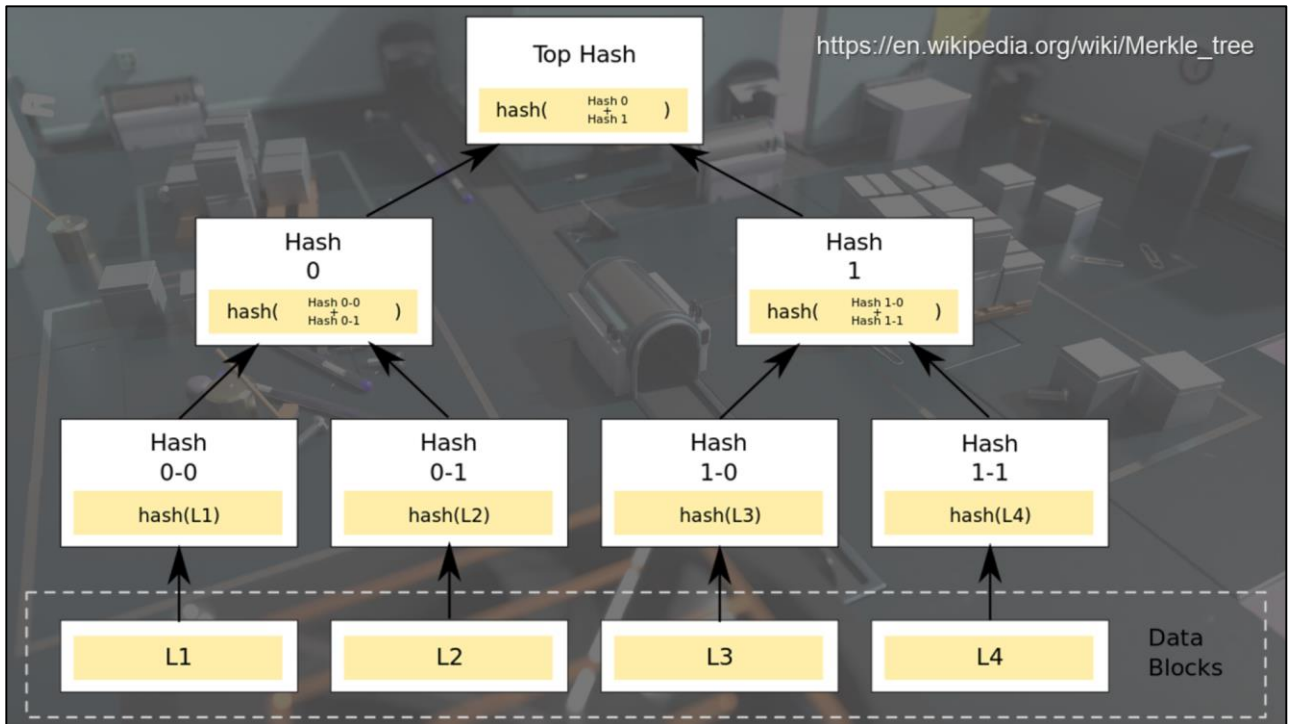 https://en.wikipedia.org/wiki/Merkle_tree
Top Hash
hash(
Hash 0
+
Hash 1
)
Hash
0
hash(
Hash 0-0
+
Hash 0-1
)
Hash
1
hash(
Hash 1-0
+
Hash 1-1
)
Hash
0-0
hash(L1)
Hash
0-1
hash(L2)
Hash
1-0
hash(L3)
Hash
1-1
hash(L4)
L1
L2
L3
L4
Data
Blocks